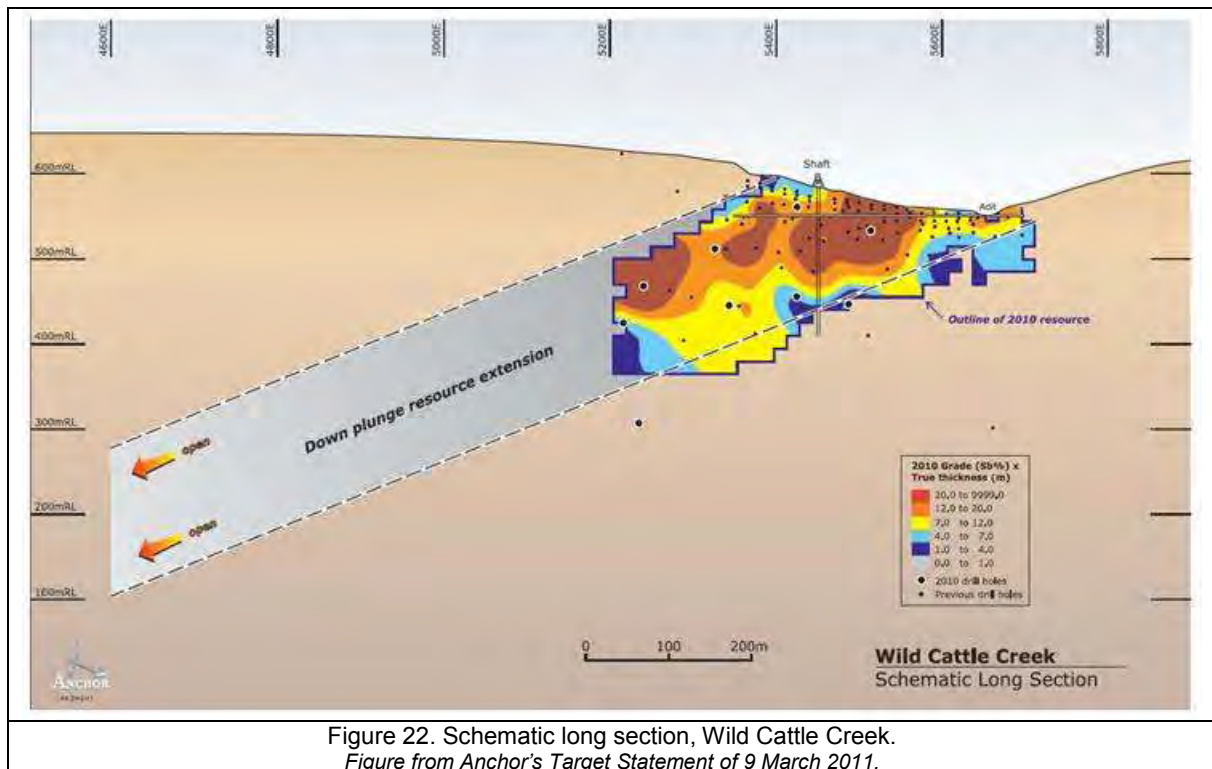 4600E
4800E
5000E
5200E
5400E
5600E
5800E
600mRL
500mRL
400mRL
300mRL
200mRL
100mRL
Shaft
Adit
Outline of 2010 resource
Down plunge resource extension
open
open
2010 Grade (Sb%) x
True thickness (m)
20.0 to 9999.0
12.0 to 20.0
7.0 to 12.0
4.0 to 7.0
1.0 to 4.0
0.0 to 1.0
2010 drill holes
Previous drill holes
0 100 200m
Wild Cattle Creek
Schematic Long Section
ANCHOR
Figure 22. Schematic long section, Wild Cattle Creek.
Figure from Anchor's Target Statement of 9 March 2011.